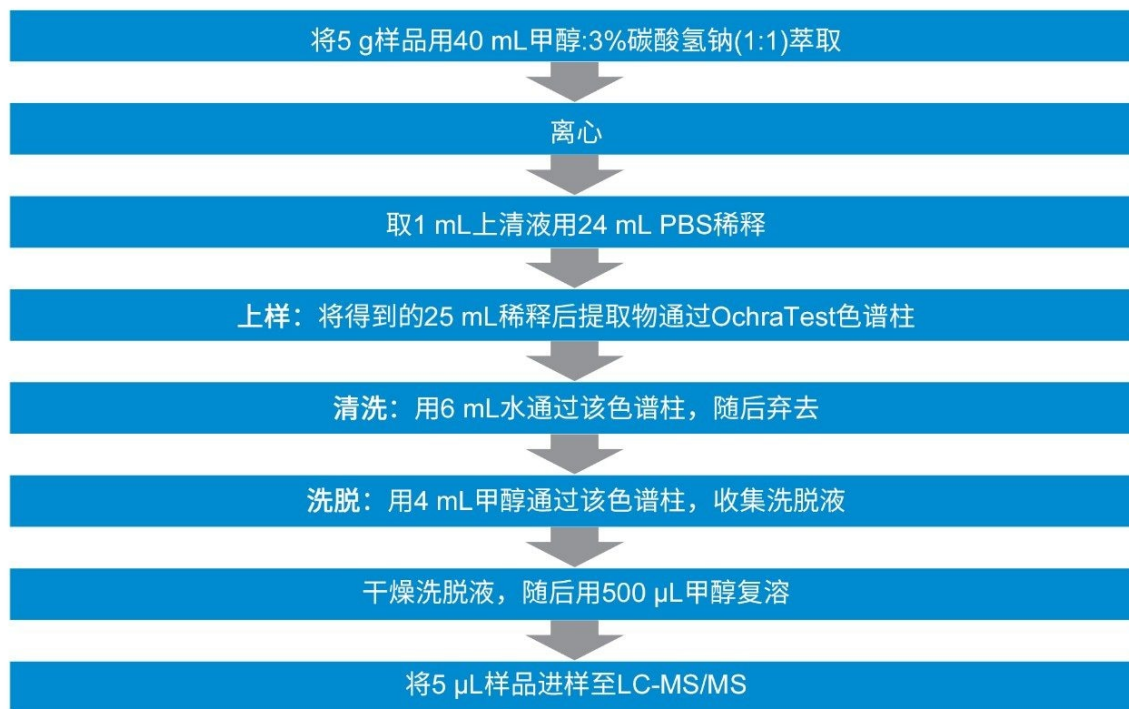 将5 g样品用40 mL甲醇:3%碳酸氢钠(1:1)萃取
离心
取1 mL上清液用24 mL PBS稀释
上样：将得到的25 mL稀释后提取物通过OchraTest色谱柱
清洗：用6 mL水通过该色谱柱，随后弃去
洗脱：用4 mL甲醇通过该色谱柱，收集洗脱液
干燥洗脱液，随后用500 µL甲醇复溶
将5 µL样品进样至LC-MS/MS